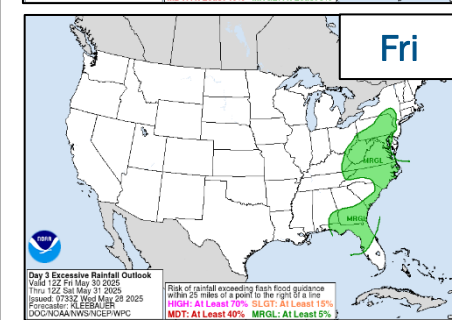 Fri
MRGL
MRGL
NOAA
Day 3 Excessive Rainfall Outlook
Valid 12Z Fri May 30 2025
Thru 12Z Sat May 31 2025
Issued: 0733Z Wed May 28 2025
Forecaster: KLEEBAUER
DOC/NOAA/NWS/NCEP/WPC
Risk of rainfall exceeding flash flood guidance
within 25 miles of a point to the right of a line
HIGH: At Least 70% SLGT: At Least 15%
MDT: At Least 40% MRGL: At Least 5%